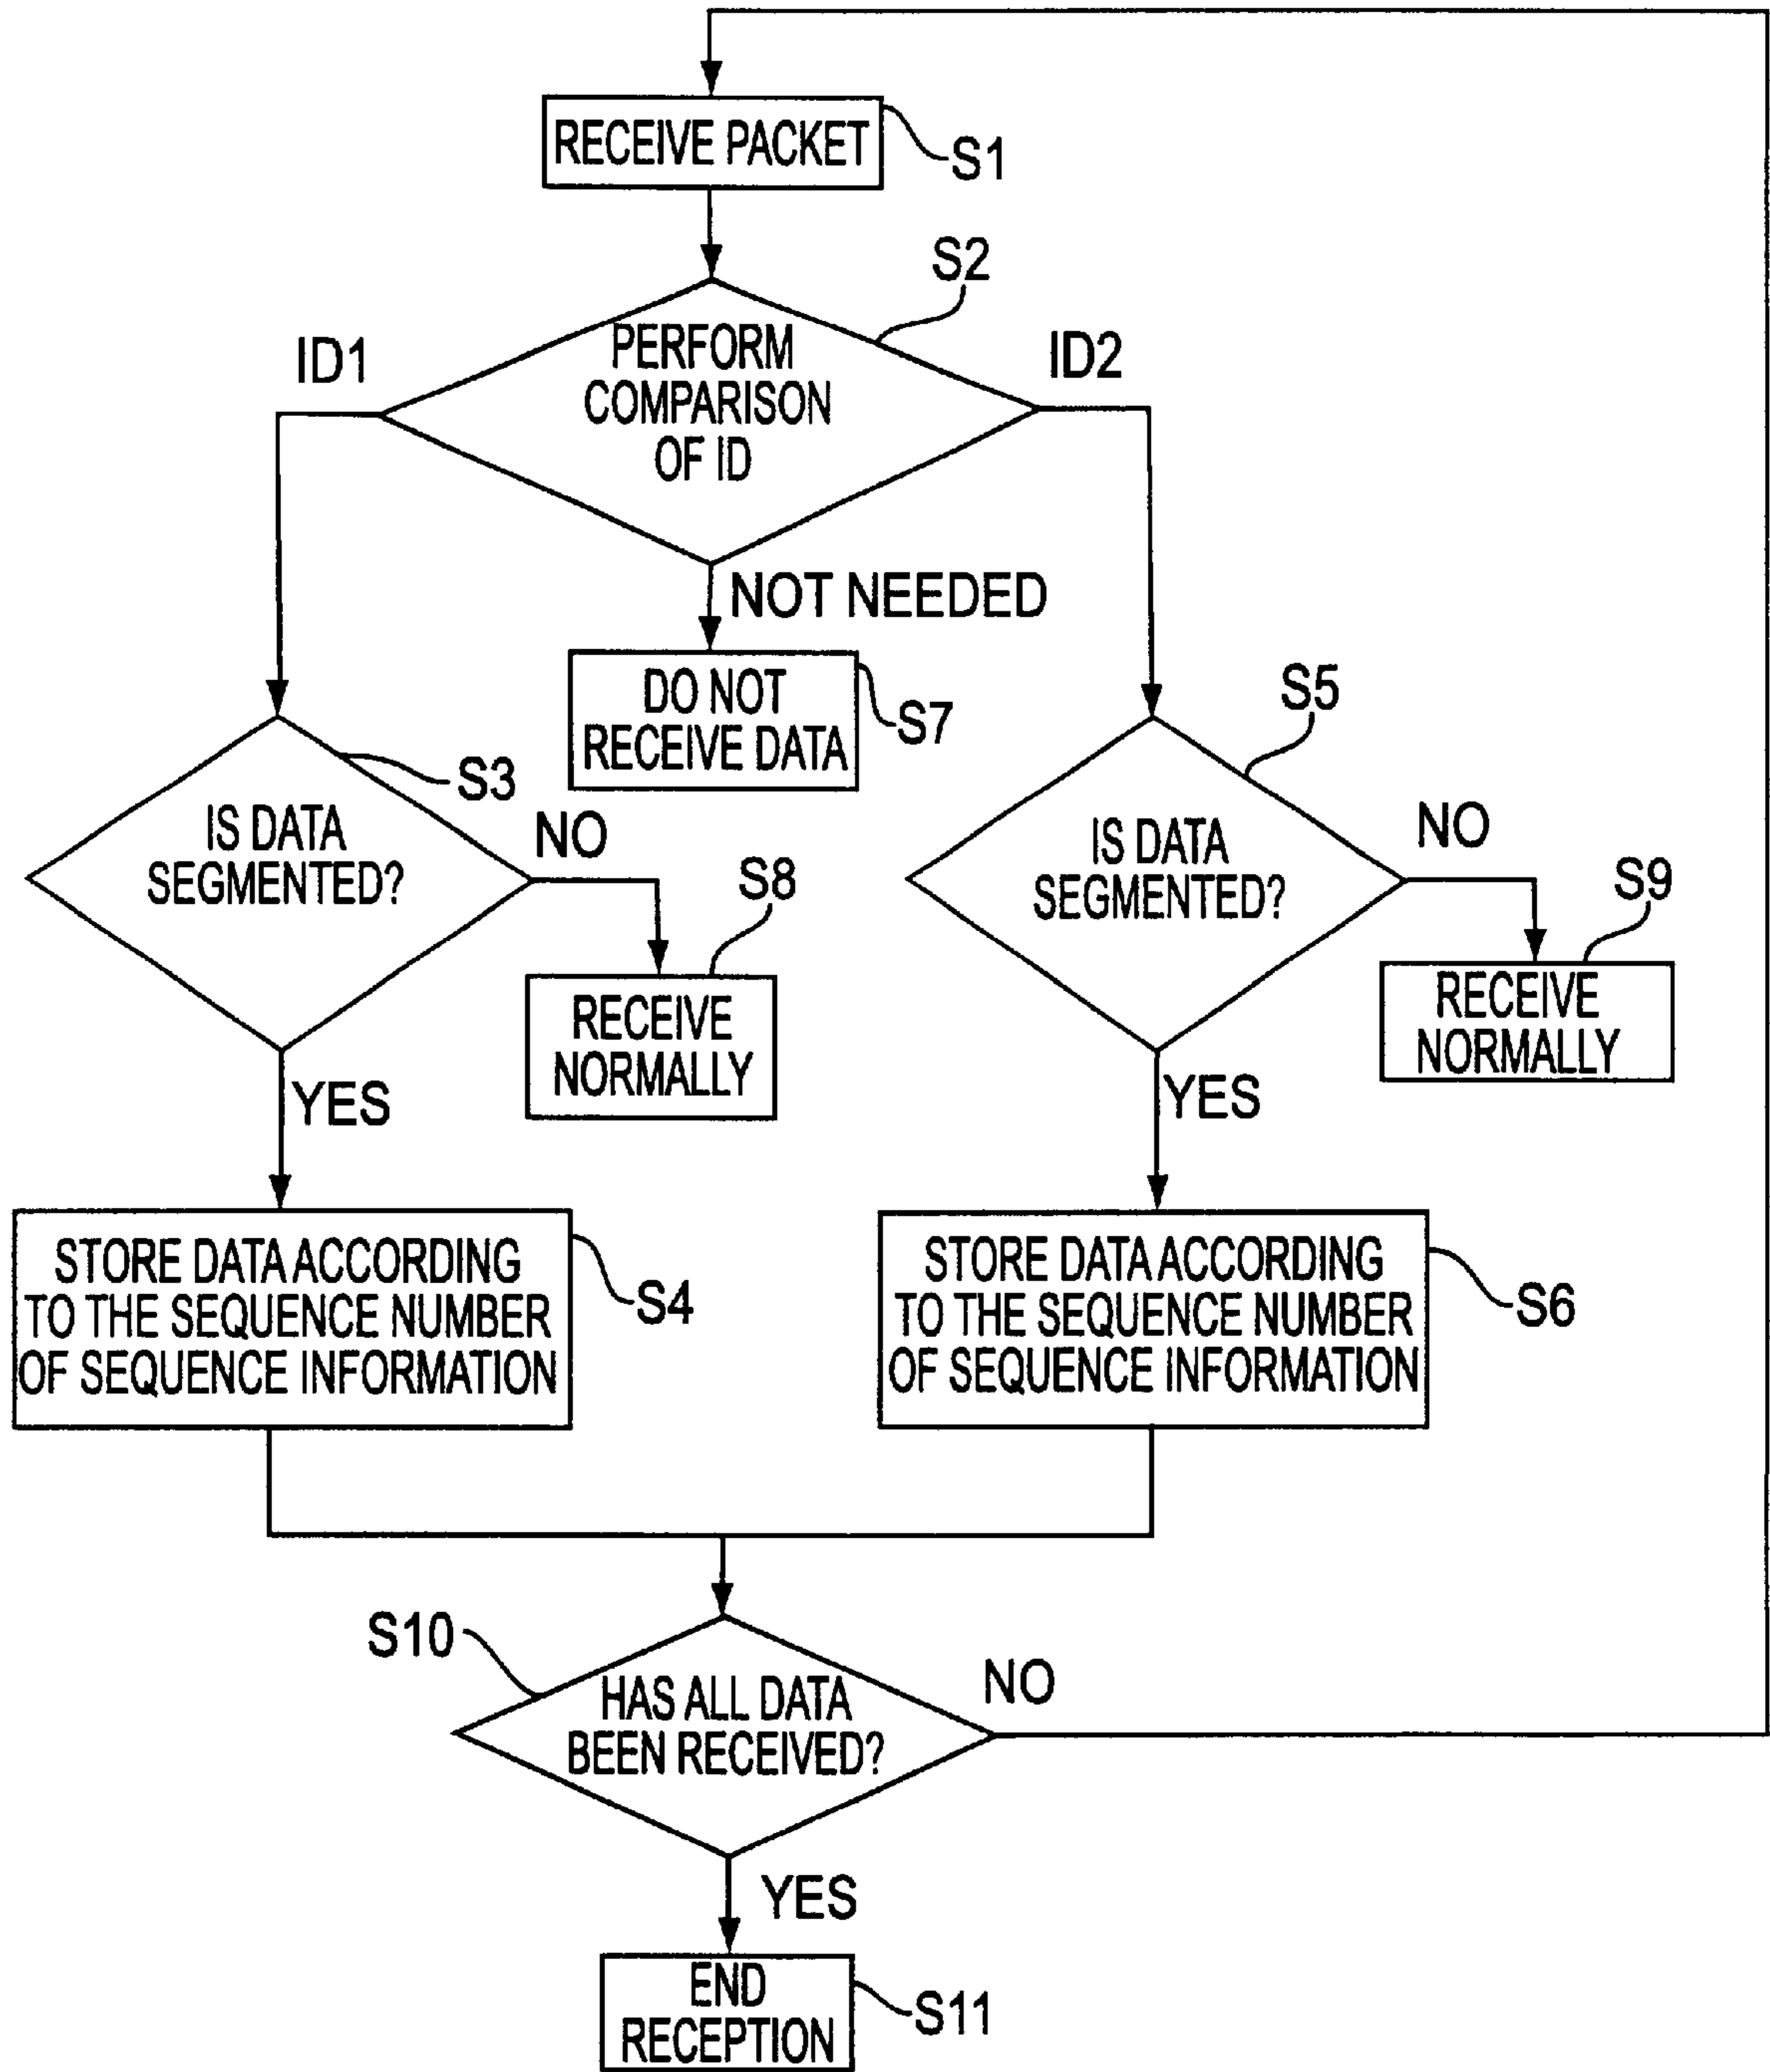 RECEIVE PACKET
S1
S2
ID1
PERFORM
COMPARISON
OF ID
ID2
NOT NEEDED
DO NOT
RECEIVE DATA
S7
S3
S5
IS DATA
SEGMENTED?
NO
S8
IS DATA
SEGMENTED?
NO
S9
RECEIVE
NORMALLY
RECEIVE
NORMALLY
YES
YES
STORE DATA ACCORDING
TO THE SEQUENCE NUMBER
OF SEQUENCE INFORMATION
S4
STORE DATA ACCORDING
TO THE SEQUENCE NUMBER
OF SEQUENCE INFORMATION
S6
S10
HAS ALL DATA
BEEN RECEIVED?
NO
YES
END
RECEPTION
S11